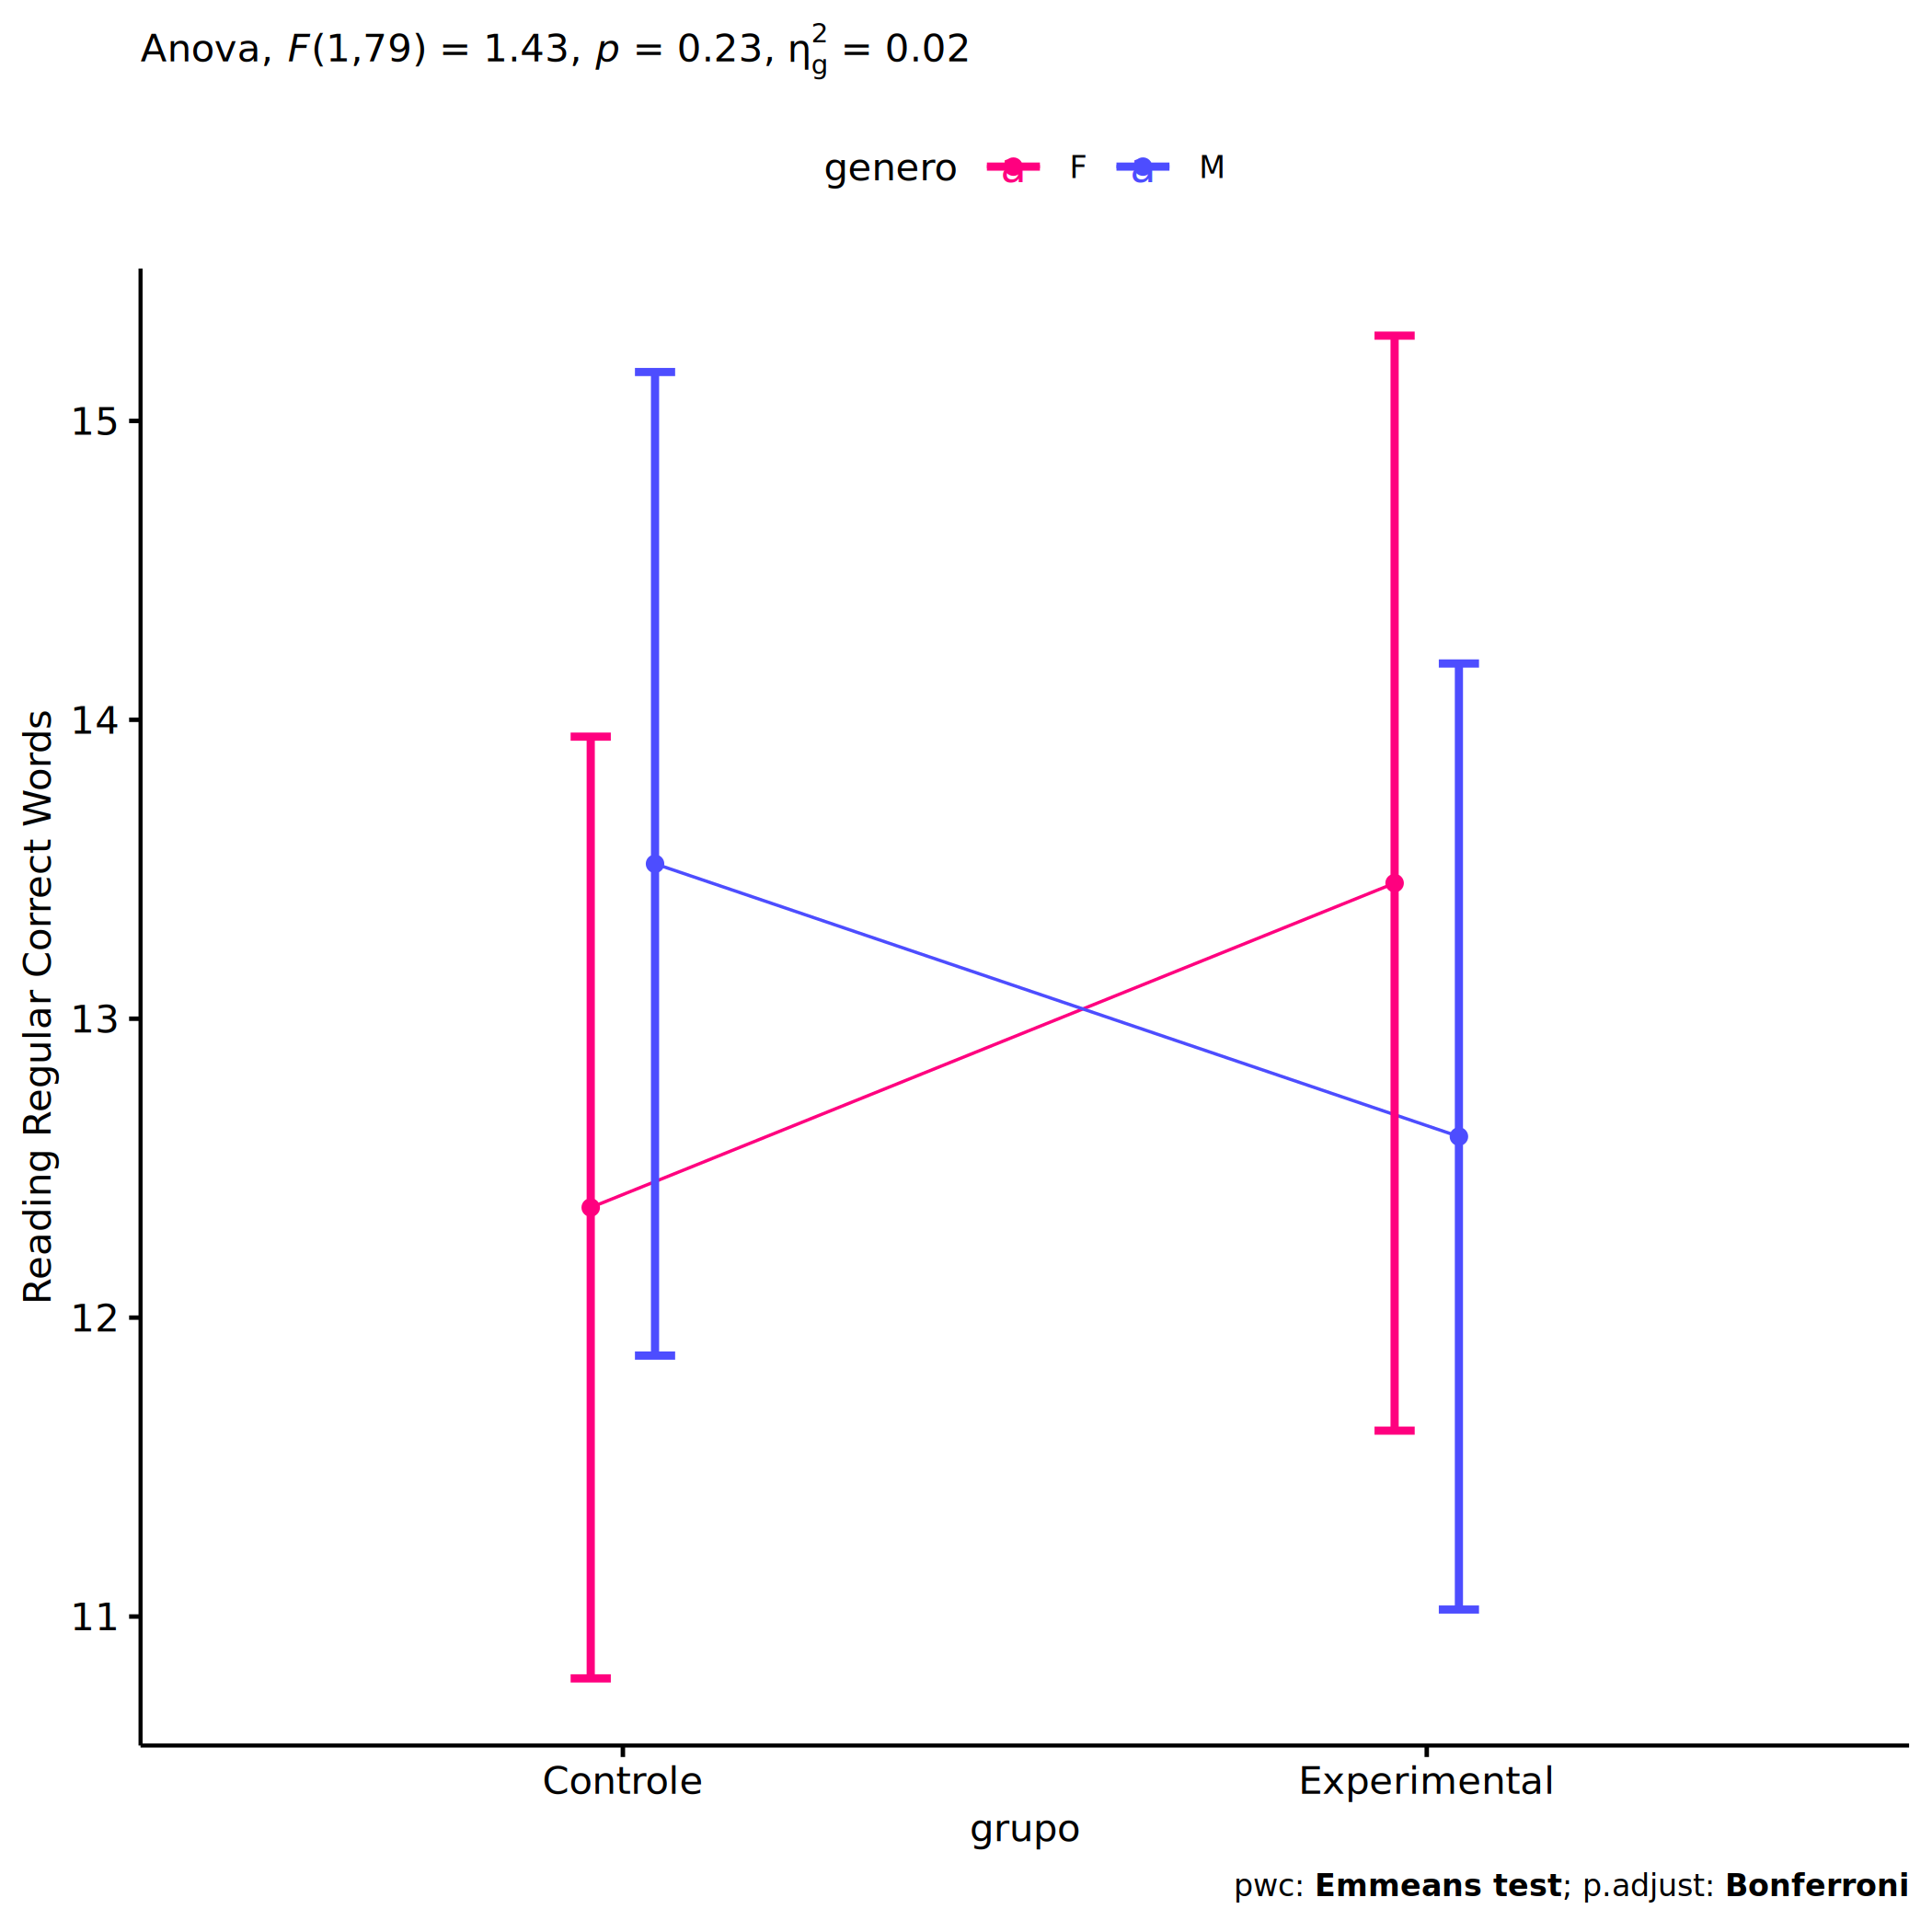 Anova, F(1,79) = 1.43, p = 0.23, η²g = 0.02
genero a F a M
Reading Regular Correct Words
15
14
13
12
11
Controle Experimental
grupo
pwc: Emmeans test; p.adjust: Bonferroni